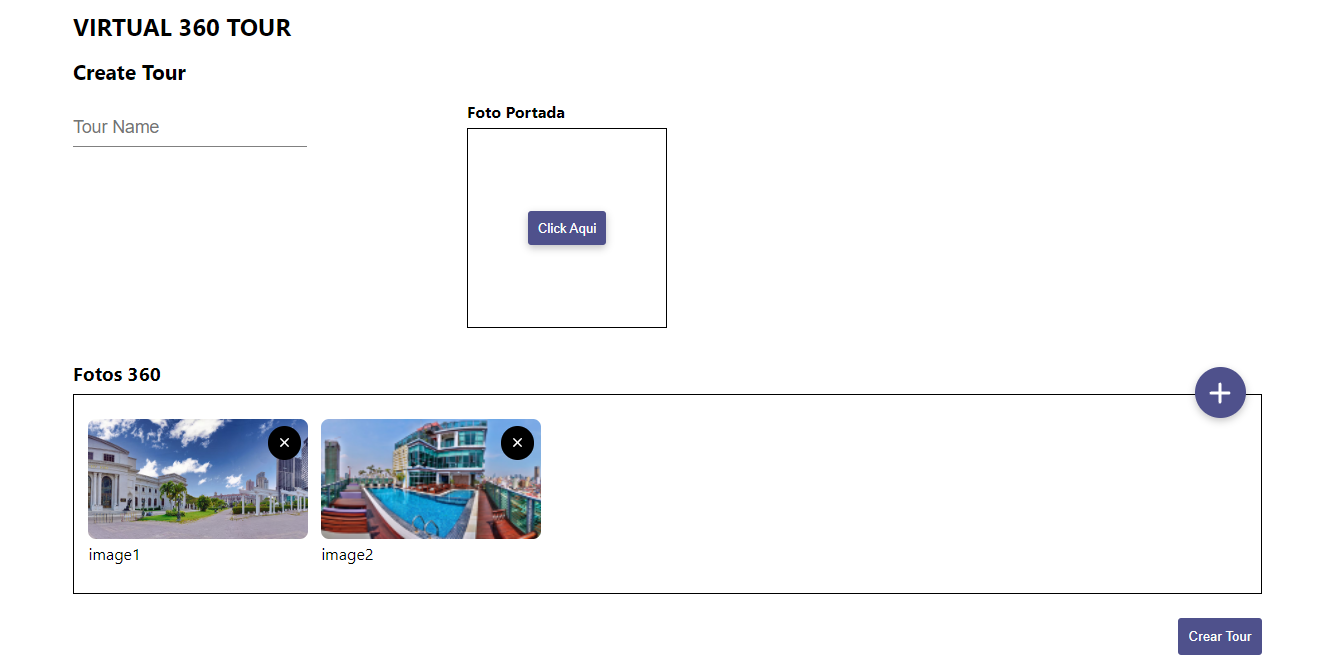 VIRTUAL 360 TOUR
Create Tour
Tour Name
Foto Portada
Click Aqui
Fotos 360
image1
image2
Crear Tour